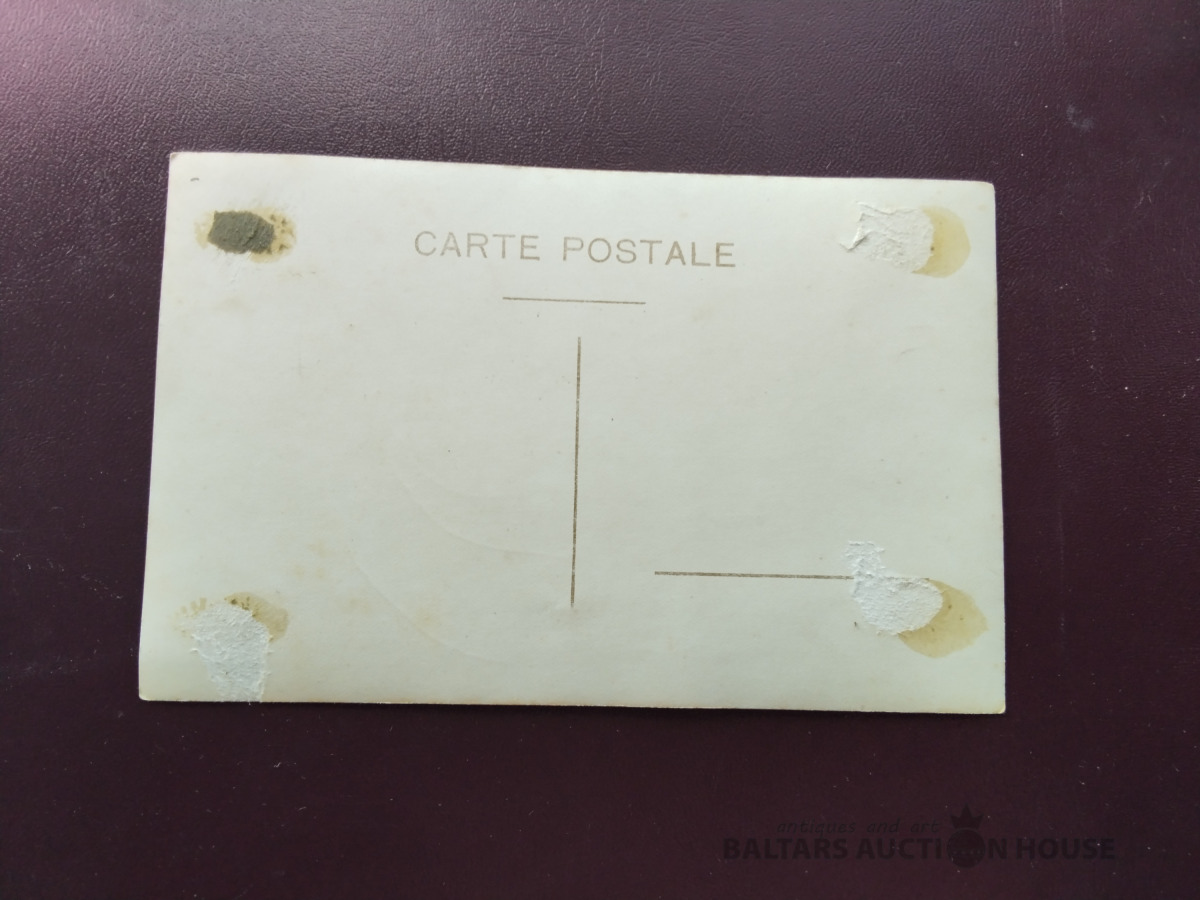 CARTE POSTALE
antiques and art
BALTARS AUCTION HOUSE